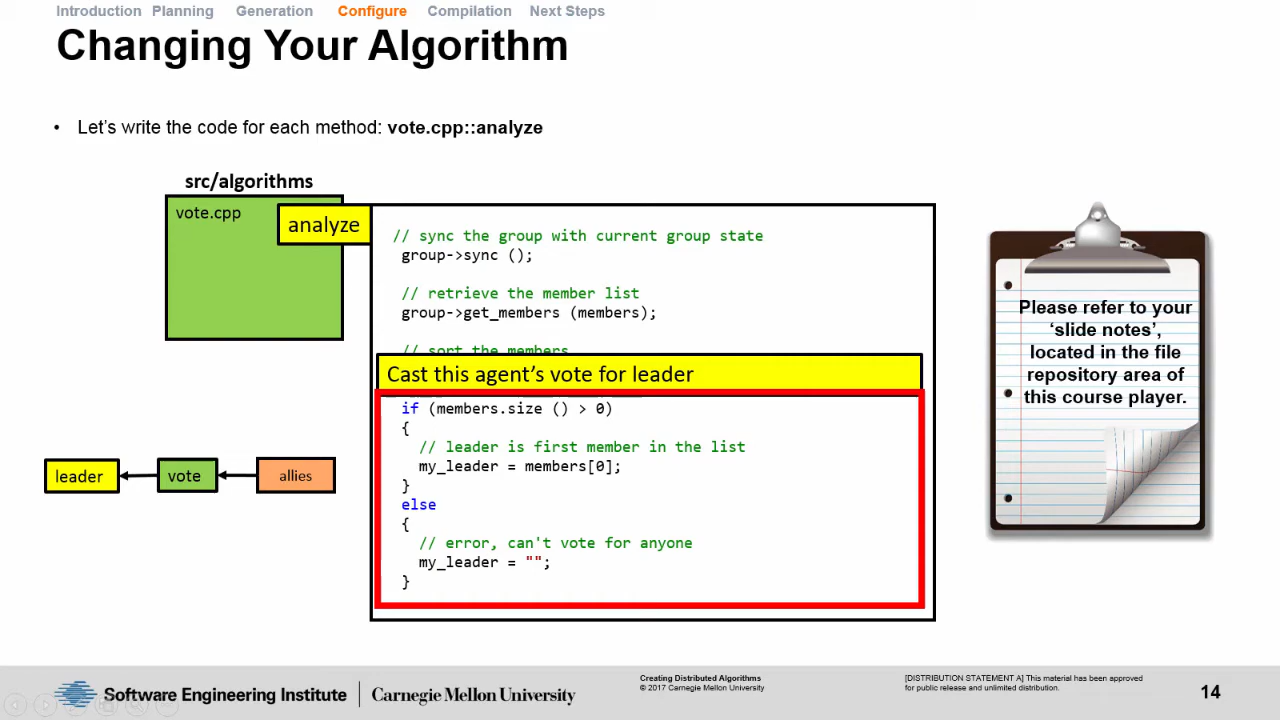 Introduction Planning Generation Configure Compilation Next Steps
Changing Your Algorithm
• Let's write the code for each method: vote.cpp::analyze
src/algorithms
vote.cpp
analyze
// sync the group with current group state
group->sync ();
// retrieve the member list
group->get_members (members);
// sort the members
Cast this agent's vote for leader
if (members.size () > 0)
{
// leader is first member in the list
my_leader = members[0];
}
else
{
// error, can't vote for anyone
my_leader = "";
}
leader vote allies
Please refer to your
'slide notes',
located in the file
repository area of
this course player.
Software Engineering Institute | Carnegie Mellon University
Creating Distributed Algorithms
© 2017 Carnegie Mellon University
[DISTRIBUTION STATEMENT A] This material has been approved
for public release and unlimited distribution.
14